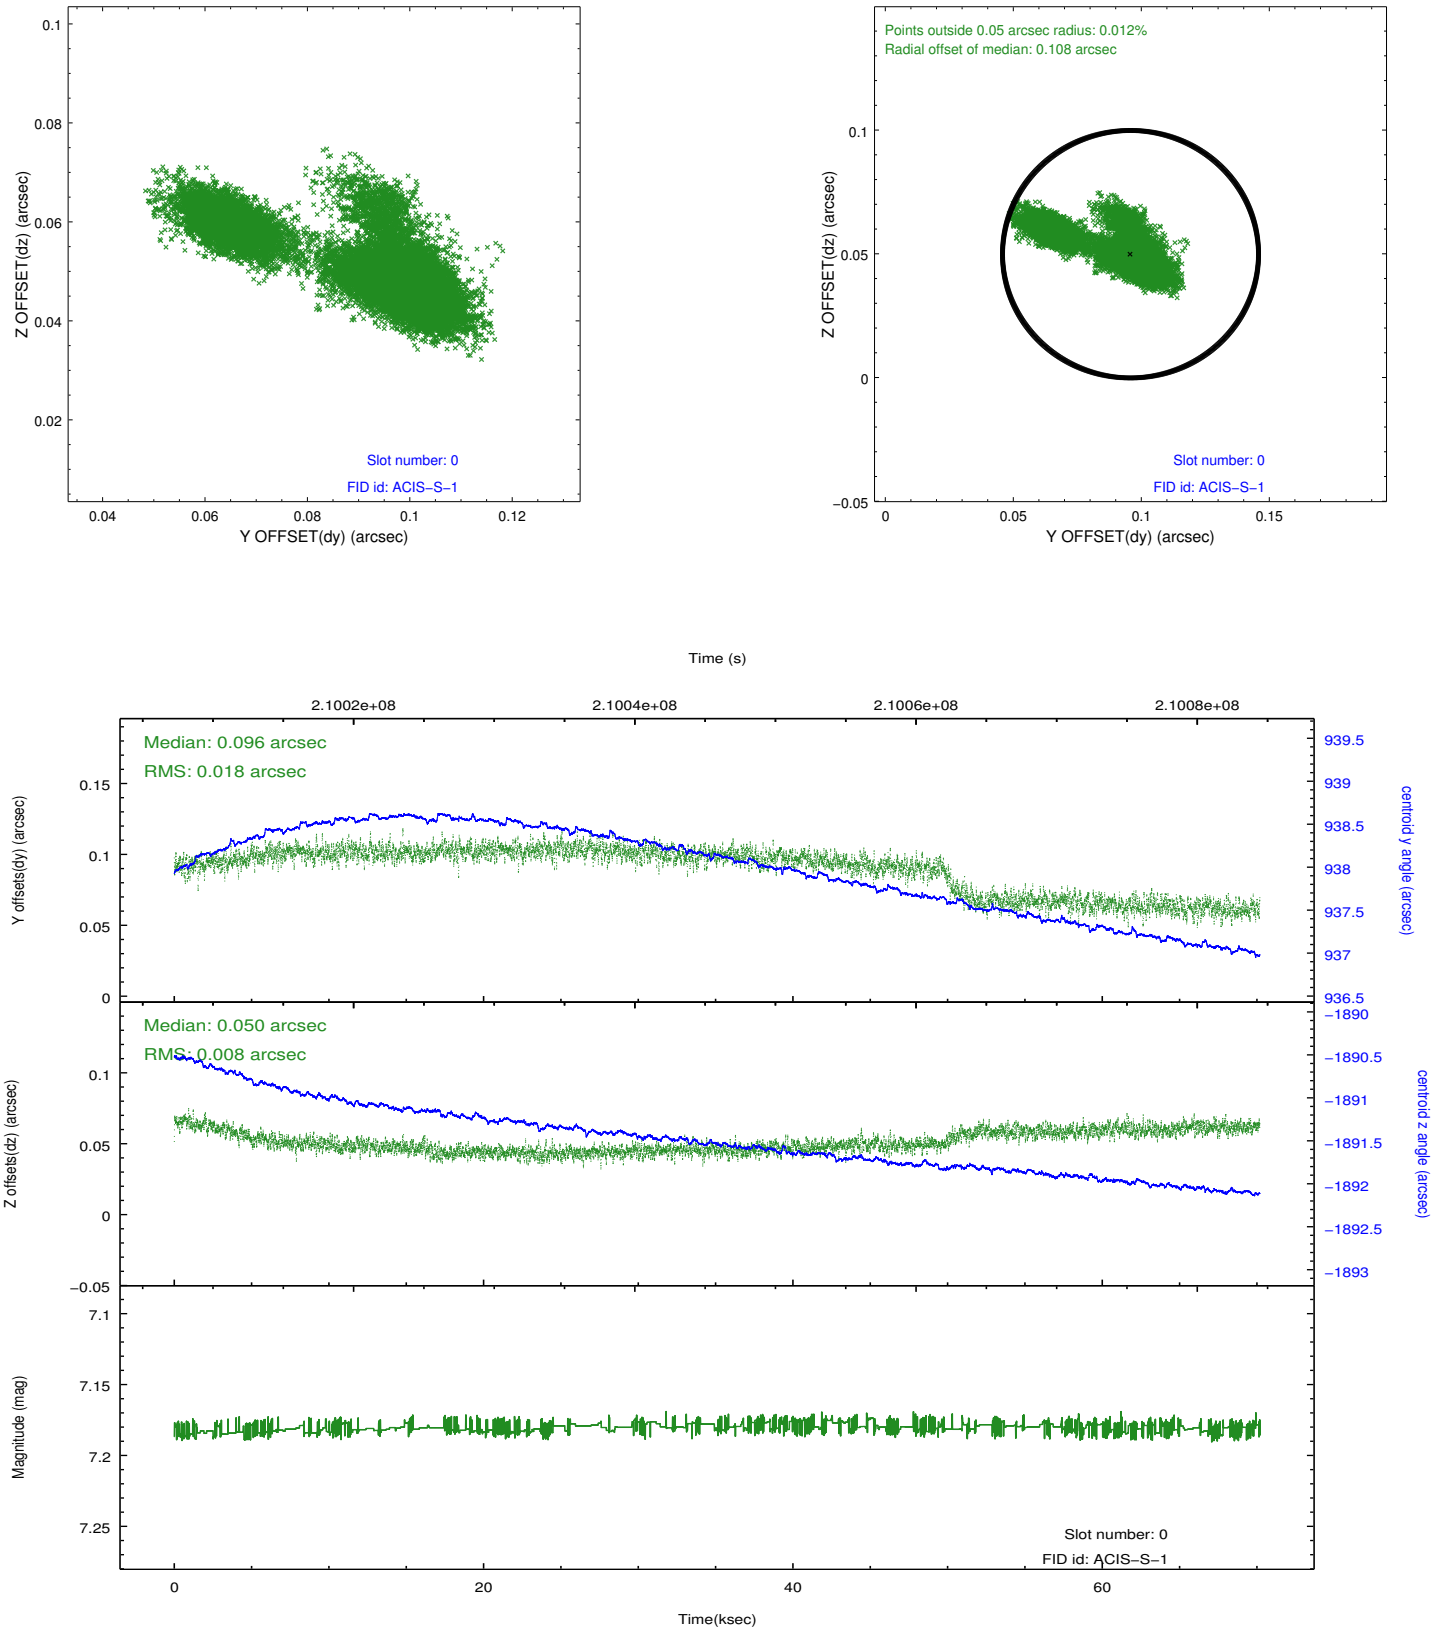 0.1
0.08
0.06
0.04
0.02
Z OFFSET(dz) (arcsec)
Slot number: 0
FID id: ACIS−S−1
0.04 0.06 0.08 0.1 0.12
Y OFFSET(dy) (arcsec)
Points outside 0.05 arcsec radius: 0.012%
Radial offset of median: 0.108 arcsec
0.1
0.05
0
−0.05
Z OFFSET(dz) (arcsec)
Slot number: 0
FID id: ACIS−S−1
0 0.05 0.1 0.15
Y OFFSET(dy) (arcsec)
Time (s)
2.1002e+08 2.1004e+08 2.1006e+08 2.1008e+08
Median: 0.096 arcsec
RMS: 0.018 arcsec
0.15
0.1
0.05
0
Y offsets(dy) (arcsec)
939.5
939
938.5
938
937.5
937
936.5
centroid y angle (arcsec)
Median: 0.050 arcsec
RMS: 0.008 arcsec
0.1
0.05
0
−0.05
Z offsets(dz) (arcsec)
−1890
−1890.5
−1891
−1891.5
−1892
−1892.5
−1893
centroid z angle (arcsec)
7.1
7.15
7.2
7.25
Magnitude (mag)
Slot number: 0
FID id: ACIS−S−1
0 20 40 60
Time(ksec)